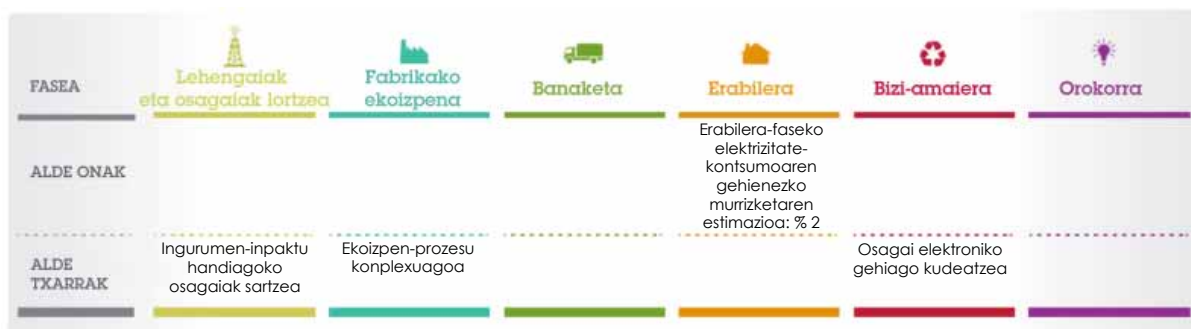 FASEA
Lehengaiak
eta osagaiak lortzea
Fabrikako
ekoizpena
Banaketa
Erabilera
Bizi-amaiera
Orokorra
ALDE ONAK
Erabilera-faseko
elektrizitate-
kontsumoaren
gehienezko
murrizketaren
estimazioa: % 2
ALDE
TXARRAK
Ingurumen-inpaktu
handiagoko
osagaiak sartzea
Ekoizpen-prozesu
konplexuagoa
Osagai elektroniko
gehiago kudeatzea